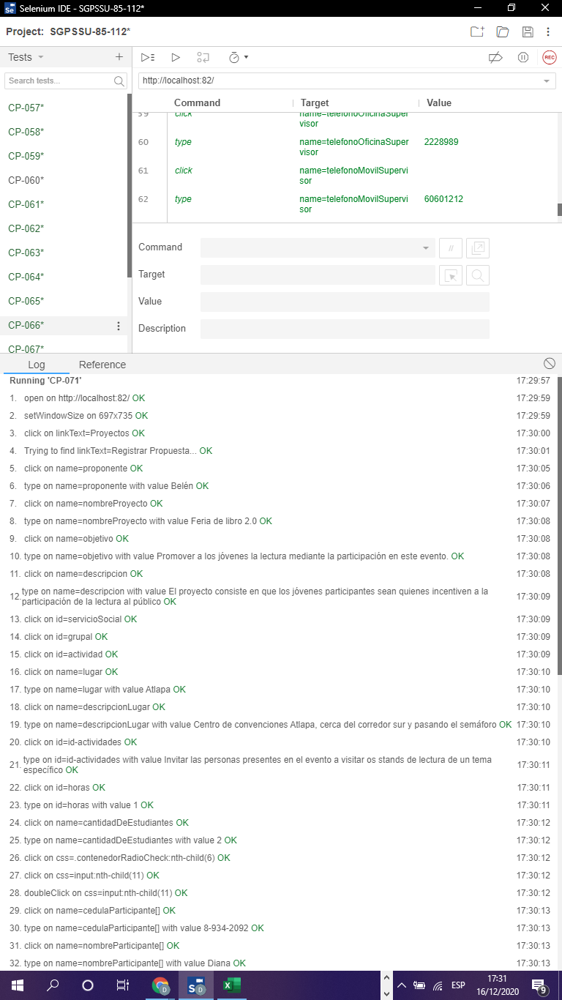 Selenium IDE - SGPSSU-85-112*
Project: SGPSSU-85-112*
Tests
Search tests...
CP-057*
CP-058*
CP-059*
CP-060*
CP-061*
CP-062*
CP-063*
CP-064*
CP-065*
CP-066*
CP-067*
REC
http://localhost:82/
Command Target Value
59 click name=telefonoOficinaSuper
visor
60 type name=telefonoOficinaSuper 2228989
visor
61 click name=telefonoMovilSupervi
sor
62 type name=telefonoMovilSupervi 60601212
sor
Command //
Target
Value
Description
Log Reference
Running 'CP-071' 17:29:57
1. open on http://localhost:82/ OK 17:29:59
2. setWindowSize on 697x735 OK 17:29:59
3. click on linkText=Proyectos OK 17:30:00
4. Trying to find linkText=Registrar Propuesta... OK 17:30:01
5. click on name=proponente OK 17:30:05
6. type on name=proponente with value Belén OK 17:30:06
7. click on name=nombreProyecto OK 17:30:07
8. type on name=nombreProyecto with value Feria de libro 2.0 OK 17:30:08
9. click on name=objetivo OK 17:30:08
10. type on name=objetivo with value Promover a los jóvenes la lectura mediante la participación en este evento. OK 17:30:08
11. click on name=descripcion OK 17:30:08
12. type on name=descripcion with value El proyecto consiste en que los jóvenes participantes sean quienes incentiven a la
participación de la lectura al público OK 17:30:09
13. click on id=servicioSocial OK 17:30:09
14. click on id=grupal OK 17:30:09
15. click on id=actividad OK 17:30:09
16. click on name=lugar OK 17:30:10
17. type on name=lugar with value Atlapa OK 17:30:10
18. click on name=descripcionLugar OK 17:30:10
19. type on name=descripcionLugar with value Centro de convenciones Atlapa, cerca del corredor sur y pasando el semáforo OK 17:30:10
20. click on id=id-actividades OK 17:30:10
21. type on id=id-actividades with value Invitar las personas presentes en el evento a visitar os stands de lectura de un tema
específico OK 17:30:11
22. click on id=horas OK 17:30:11
23. type on id=horas with value 1 OK 17:30:11
24. click on name=cantidadDeEstudiantes OK 17:30:12
25. type on name=cantidadDeEstudiantes with value 2 OK 17:30:12
26. click on css=.contenedorRadioCheck:nth-child(6) OK 17:30:12
27. click on css=input:nth-child(11) OK 17:30:12
28. doubleClick on css=input:nth-child(11) OK 17:30:12
29. click on name=cedulaParticipante[] OK 17:30:13
30. type on name=cedulaParticipante[] with value 8-934-2092 OK 17:30:13
31. click on name=nombreParticipante[] OK 17:30:13
32. type on name=nombreParticipante[] with value Diana OK 17:30:13
ESP
17:31
16/12/2020
9